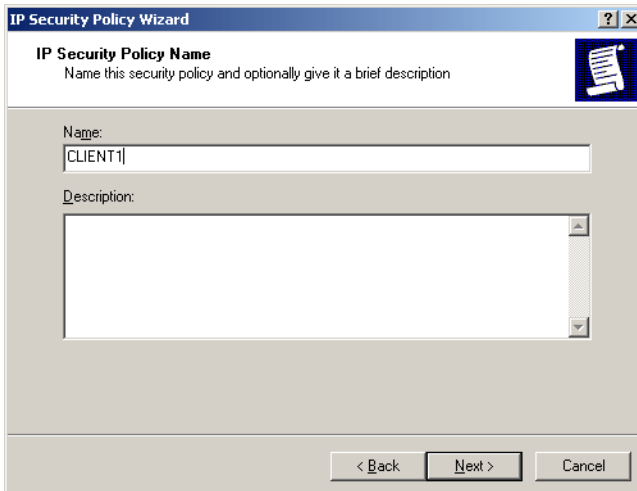 IP Security Policy Wizard
IP Security Policy Name
Name this security policy and optionally give it a brief description
Name:
CLIENT1
Description:
< Back
Next >
Cancel